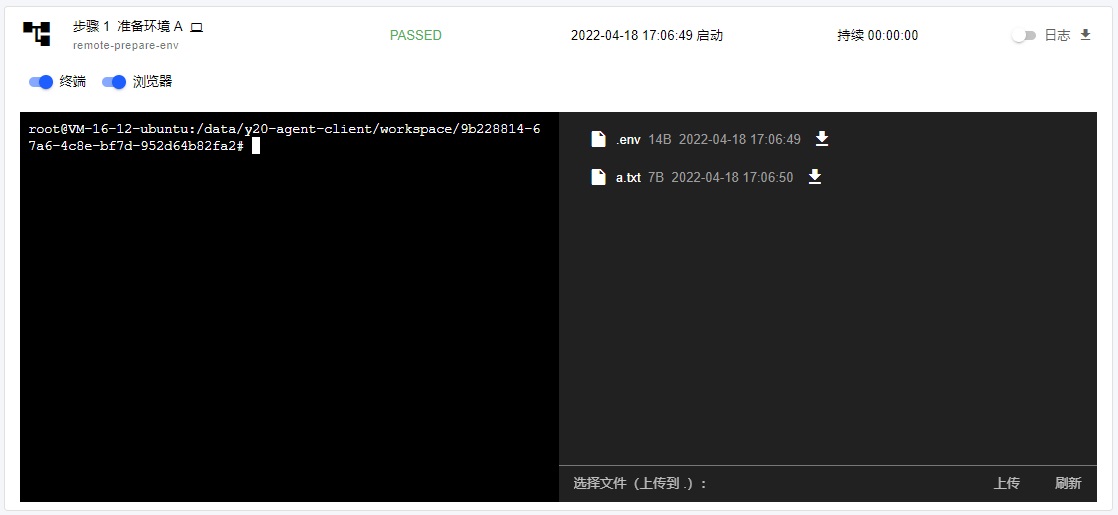 步骤 1 准备环境 A
remote-prepare-env
PASSED
2022-04-18 17:06:49 启动
持续 00:00:00
日志
终端
浏览器
root@VM-16-12-ubuntu:/data/y20-agent-client/workspace/9b228814-6
7a6-4c8e-bf7d-952d64b82fa2#
.env 14B 2022-04-18 17:06:49
a.txt 7B 2022-04-18 17:06:50
选择文件（上传到 .）：
上传
刷新